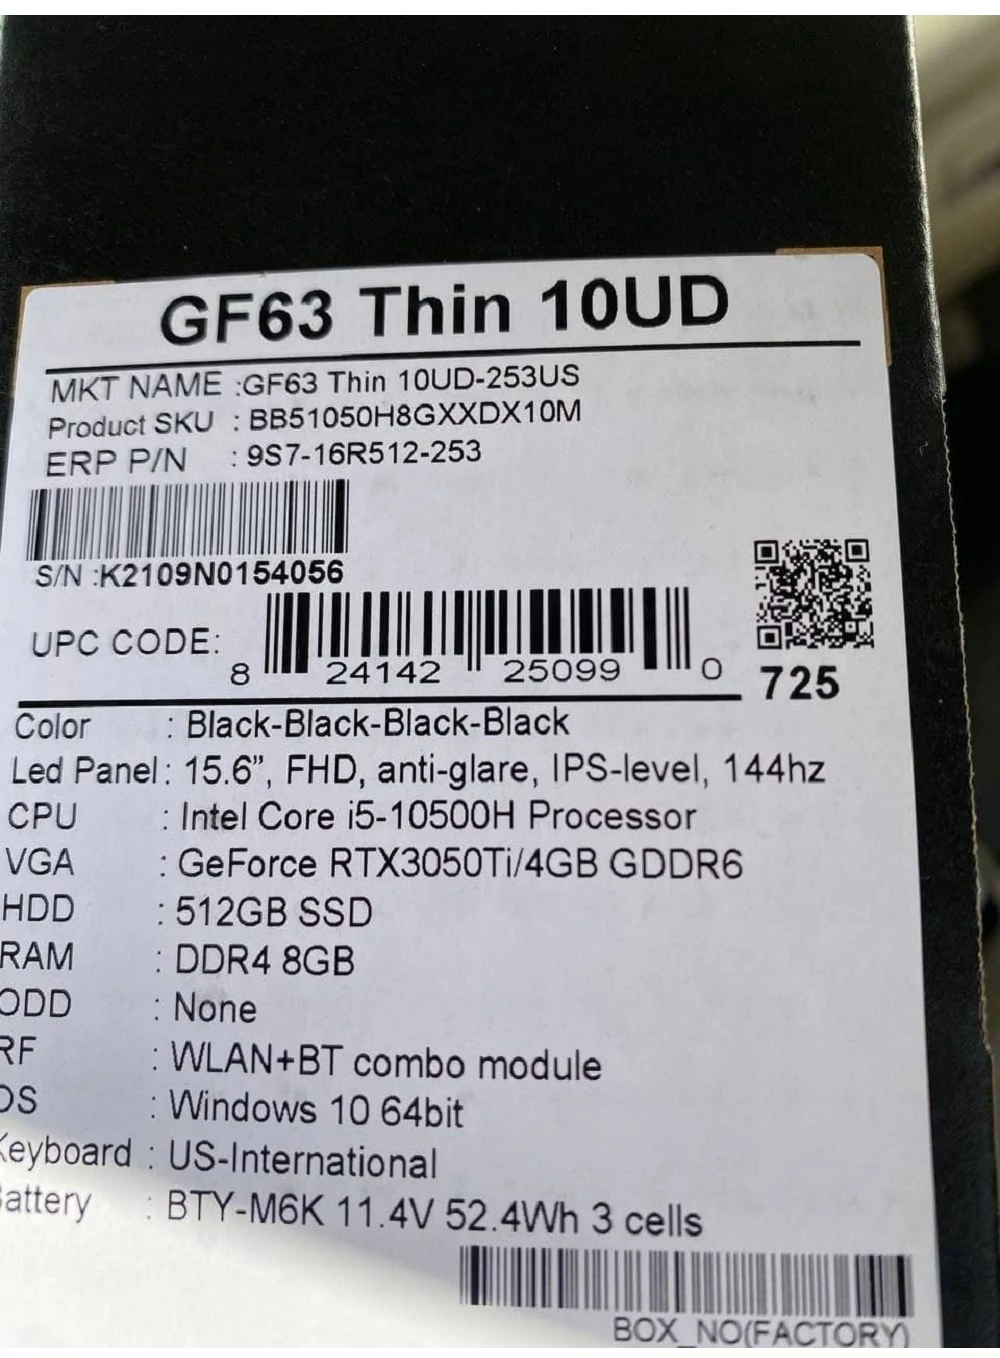 GF63 Thin 10UD
MKT NAME :GF63 Thin 10UD-253US
Product SKU : BB51050H8GXXDX10M
ERP P/N : 9S7-16R512-253
S/N :K2109N0154056
UPC CODE: 8 24142 25099 0
725
Color : Black-Black-Black-Black
Led Panel: 15.6”, FHD, anti-glare, IPS-level, 144hz
CPU : Intel Core i5-10500H Processor
VGA : GeForce RTX3050Ti/4GB GDDR6
HDD : 512GB SSD
RAM : DDR4 8GB
ODD : None
RF : WLAN+BT combo module
OS : Windows 10 64bit
Keyboard : US-International
Battery : BTY-M6K 11.4V 52.4Wh 3 cells
BOX_NO(FACTORY)